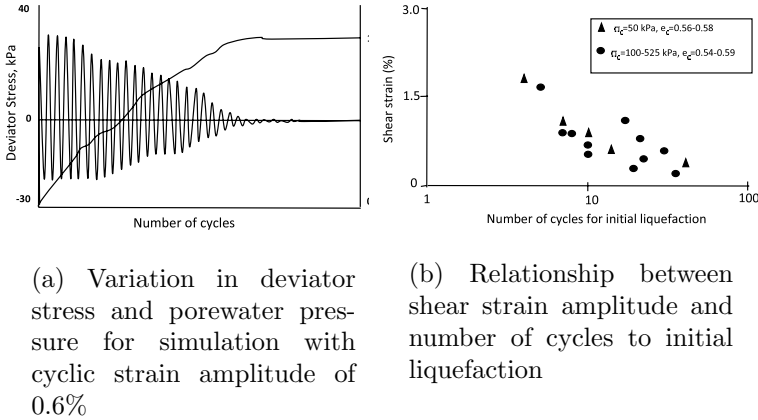 40
0
-30
Deviator Stress, kPa
Number of cycles
3.0
1.5
0
Shear strain (%)
1
10
100
Number of cycles for initial liquefaction
σc=50 kPa, ec=0.56-0.58
σc=100-525 kPa, ec=0.54-0.59
(a) Variation in deviator
stress and porewater pres-
sure for simulation with
cyclic strain amplitude of
0.6%
(b) Relationship between
shear strain amplitude and
number of cycles to initial
liquefaction